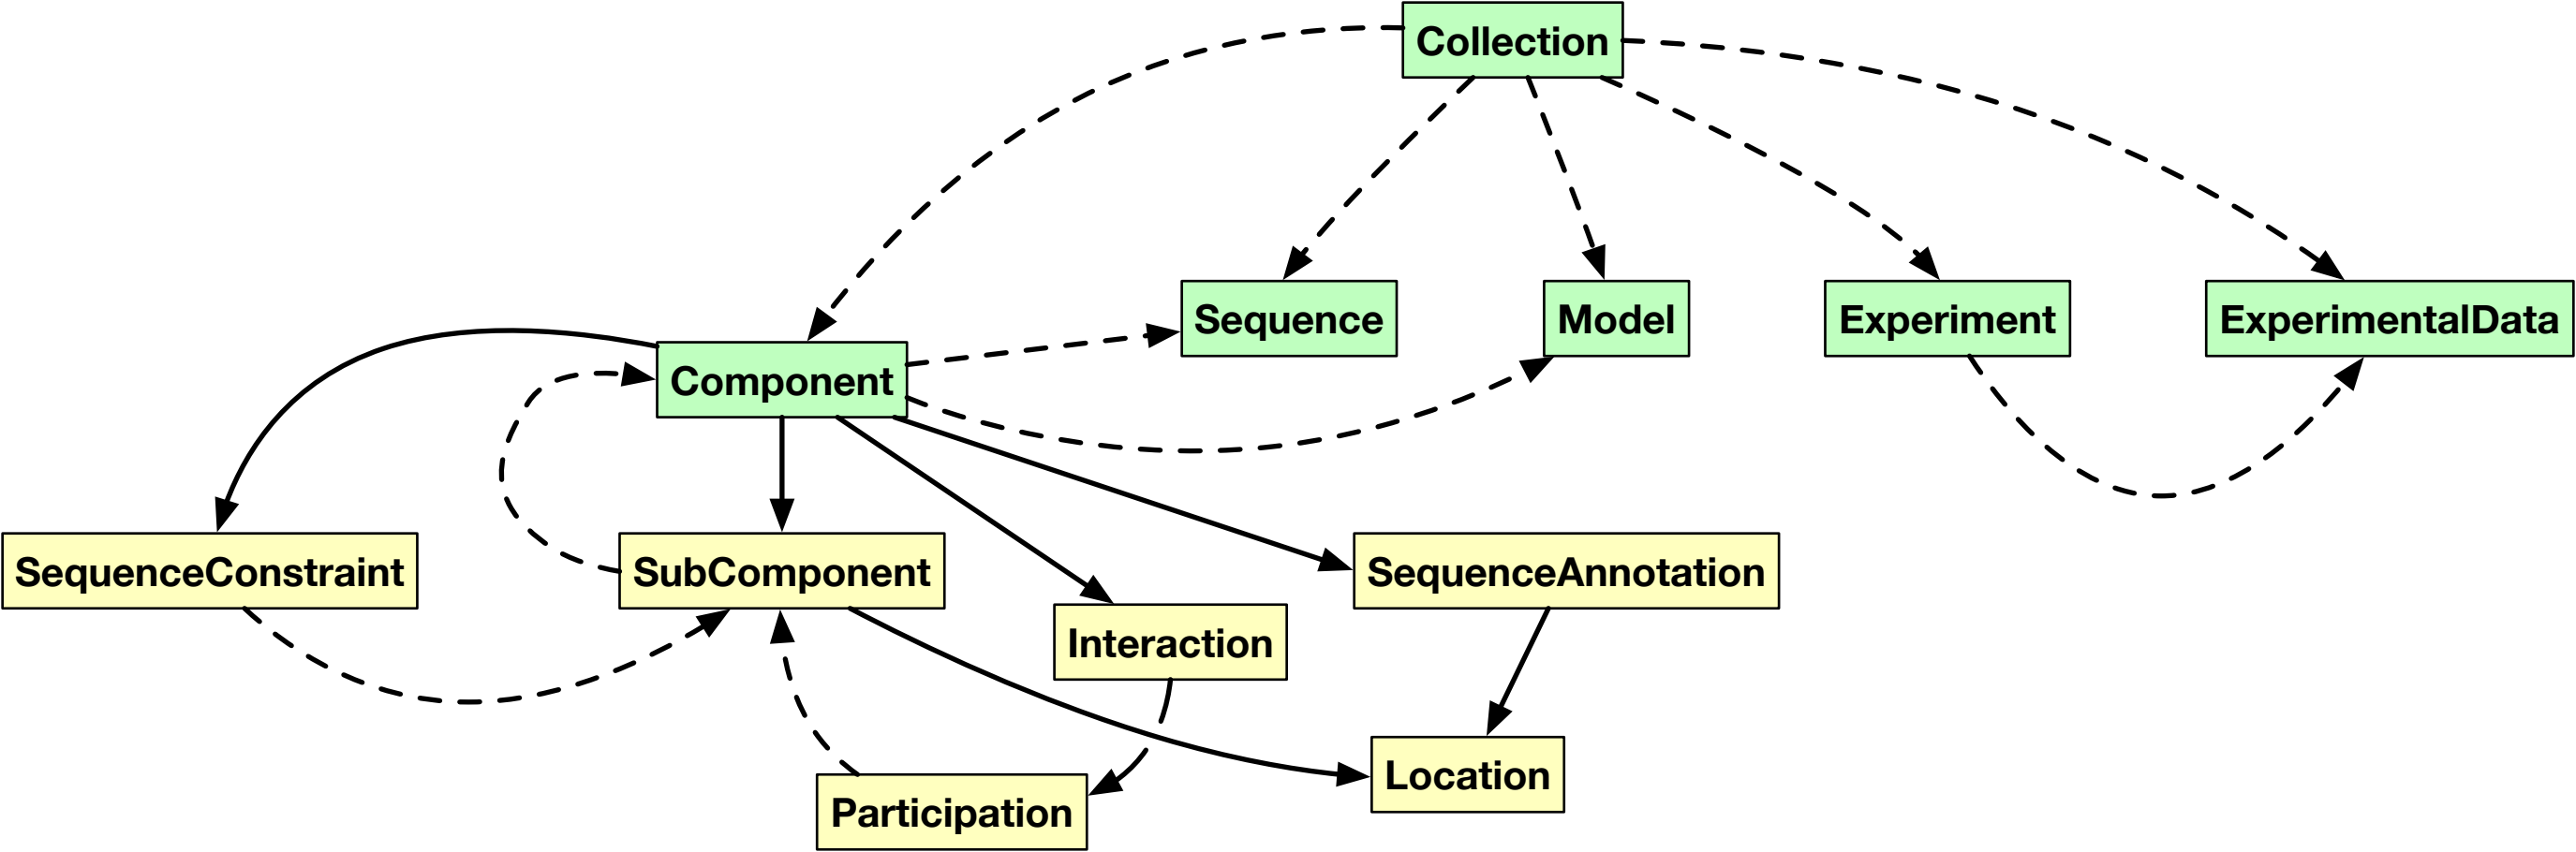 Collection
Sequence
Model
Experiment
ExperimentalData
Component
SequenceConstraint
SubComponent
SequenceAnnotation
Interaction
Location
Participation